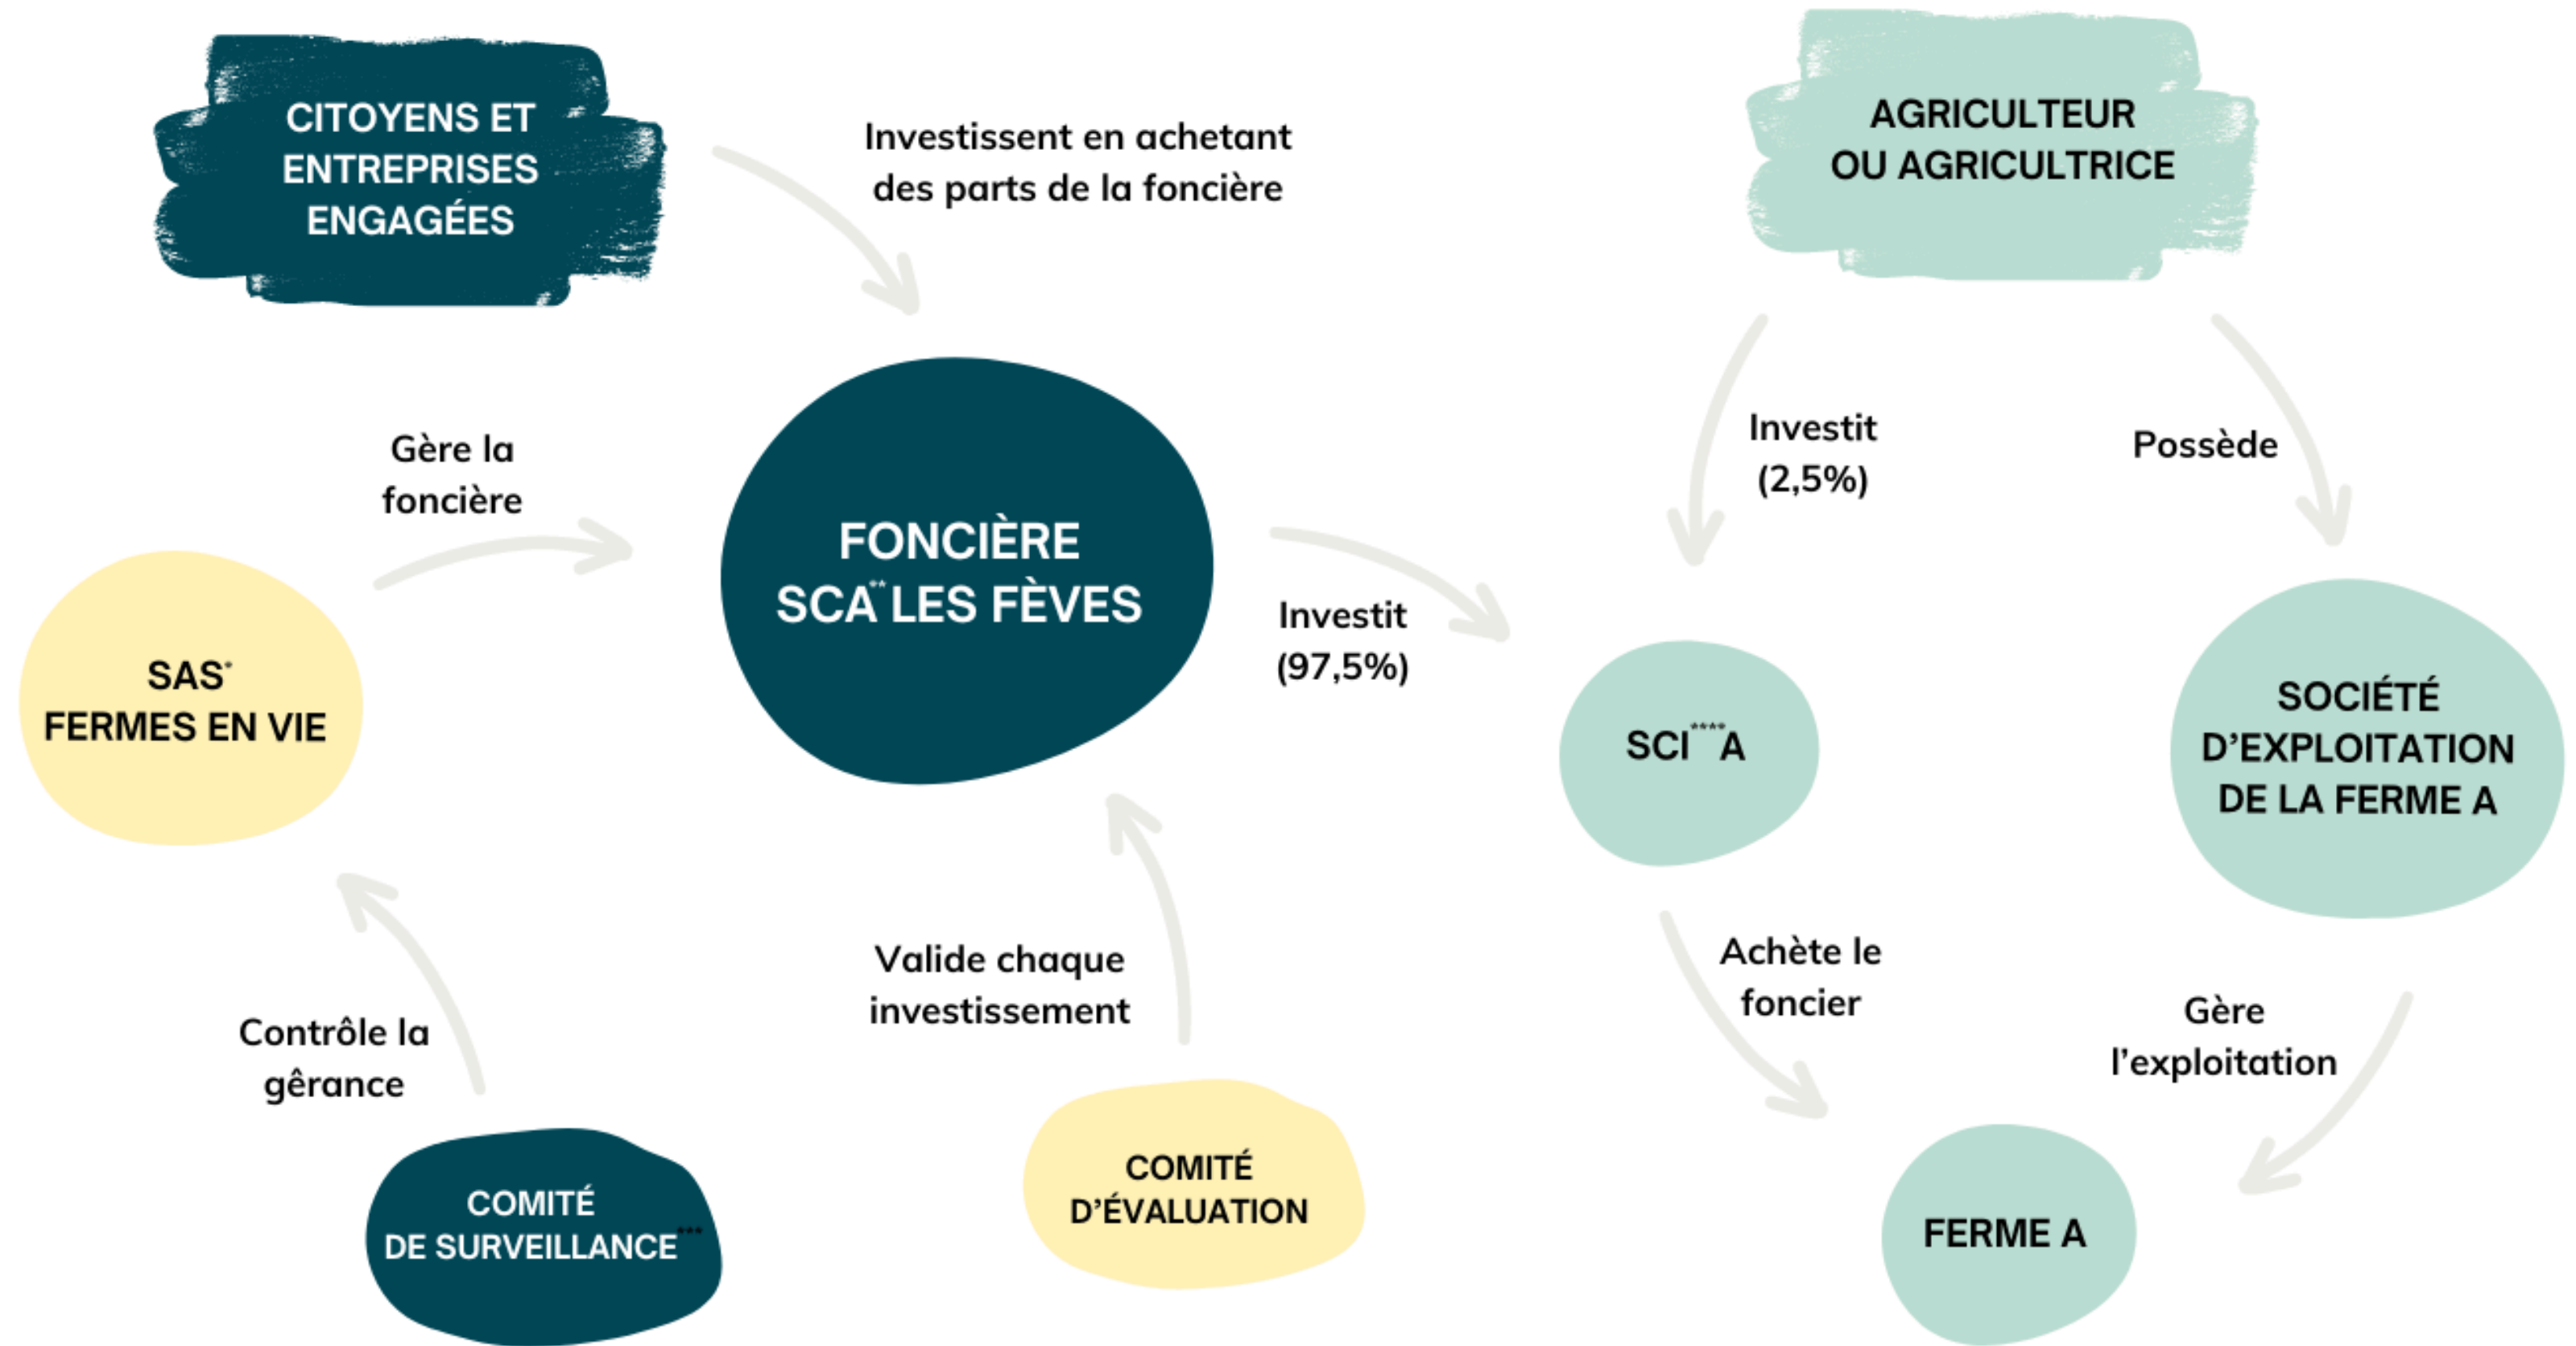 CITOYENS ET
ENTREPRISES
ENGAGÉES
Investissent en achetant
des parts de la foncière
AGRICULTEUR
OU AGRICULTRICE
Gère la
foncière
FONCIÈRE
SCA** LES FÈVES
Investit
(2,5%)
Possède
Investit
(97,5%)
SAS*
FERMES EN VIE
SCI****A
SOCIÉTÉ
D’EXPLOITATION
DE LA FERME A
Contrôle la
gêrance
Valide chaque
investissement
Achète le
foncier
Gère
l’exploitation
COMITÉ
DE SURVEILLANCE***
COMITÉ
D’ÉVALUATION
FERME A